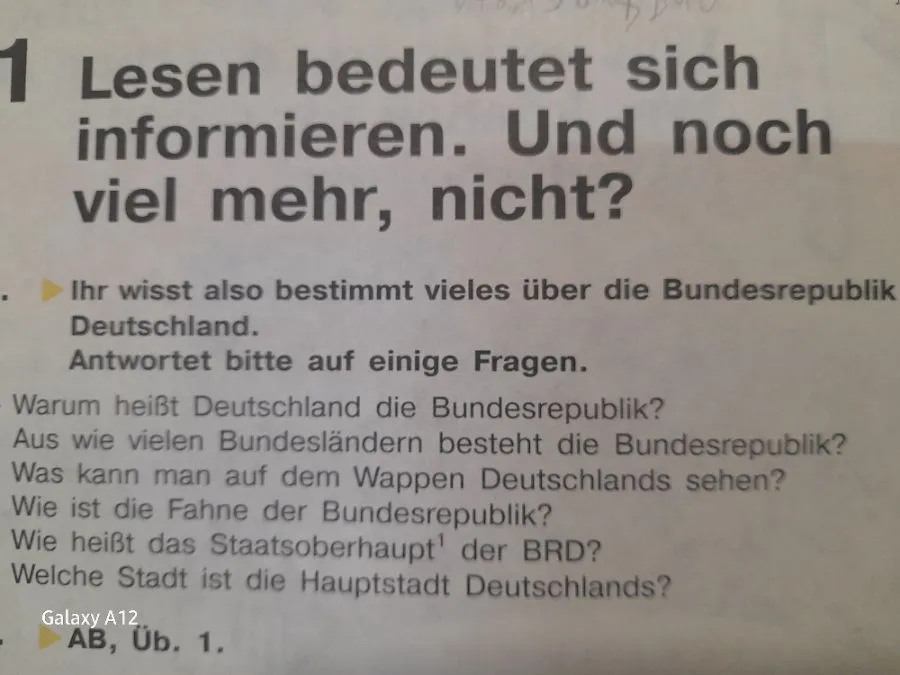 1 Lesen bedeutet sich
informieren. Und noch
viel mehr, nicht?
. Ihr wisst also bestimmt vieles über die Bundesrepublik
Deutschland.
Antwortet bitte auf einige Fragen.
Warum heißt Deutschland die Bundesrepublik?
Aus wie vielen Bundesländern besteht die Bundesrepublik?
Was kann man auf dem Wappen Deutschlands sehen?
Wie ist die Fahne der Bundesrepublik?
Wie heißt das Staatsoberhaupt¹ der BRD?
Welche Stadt ist die Hauptstadt Deutschlands?
Galaxy A12
. AB, Üb. 1.